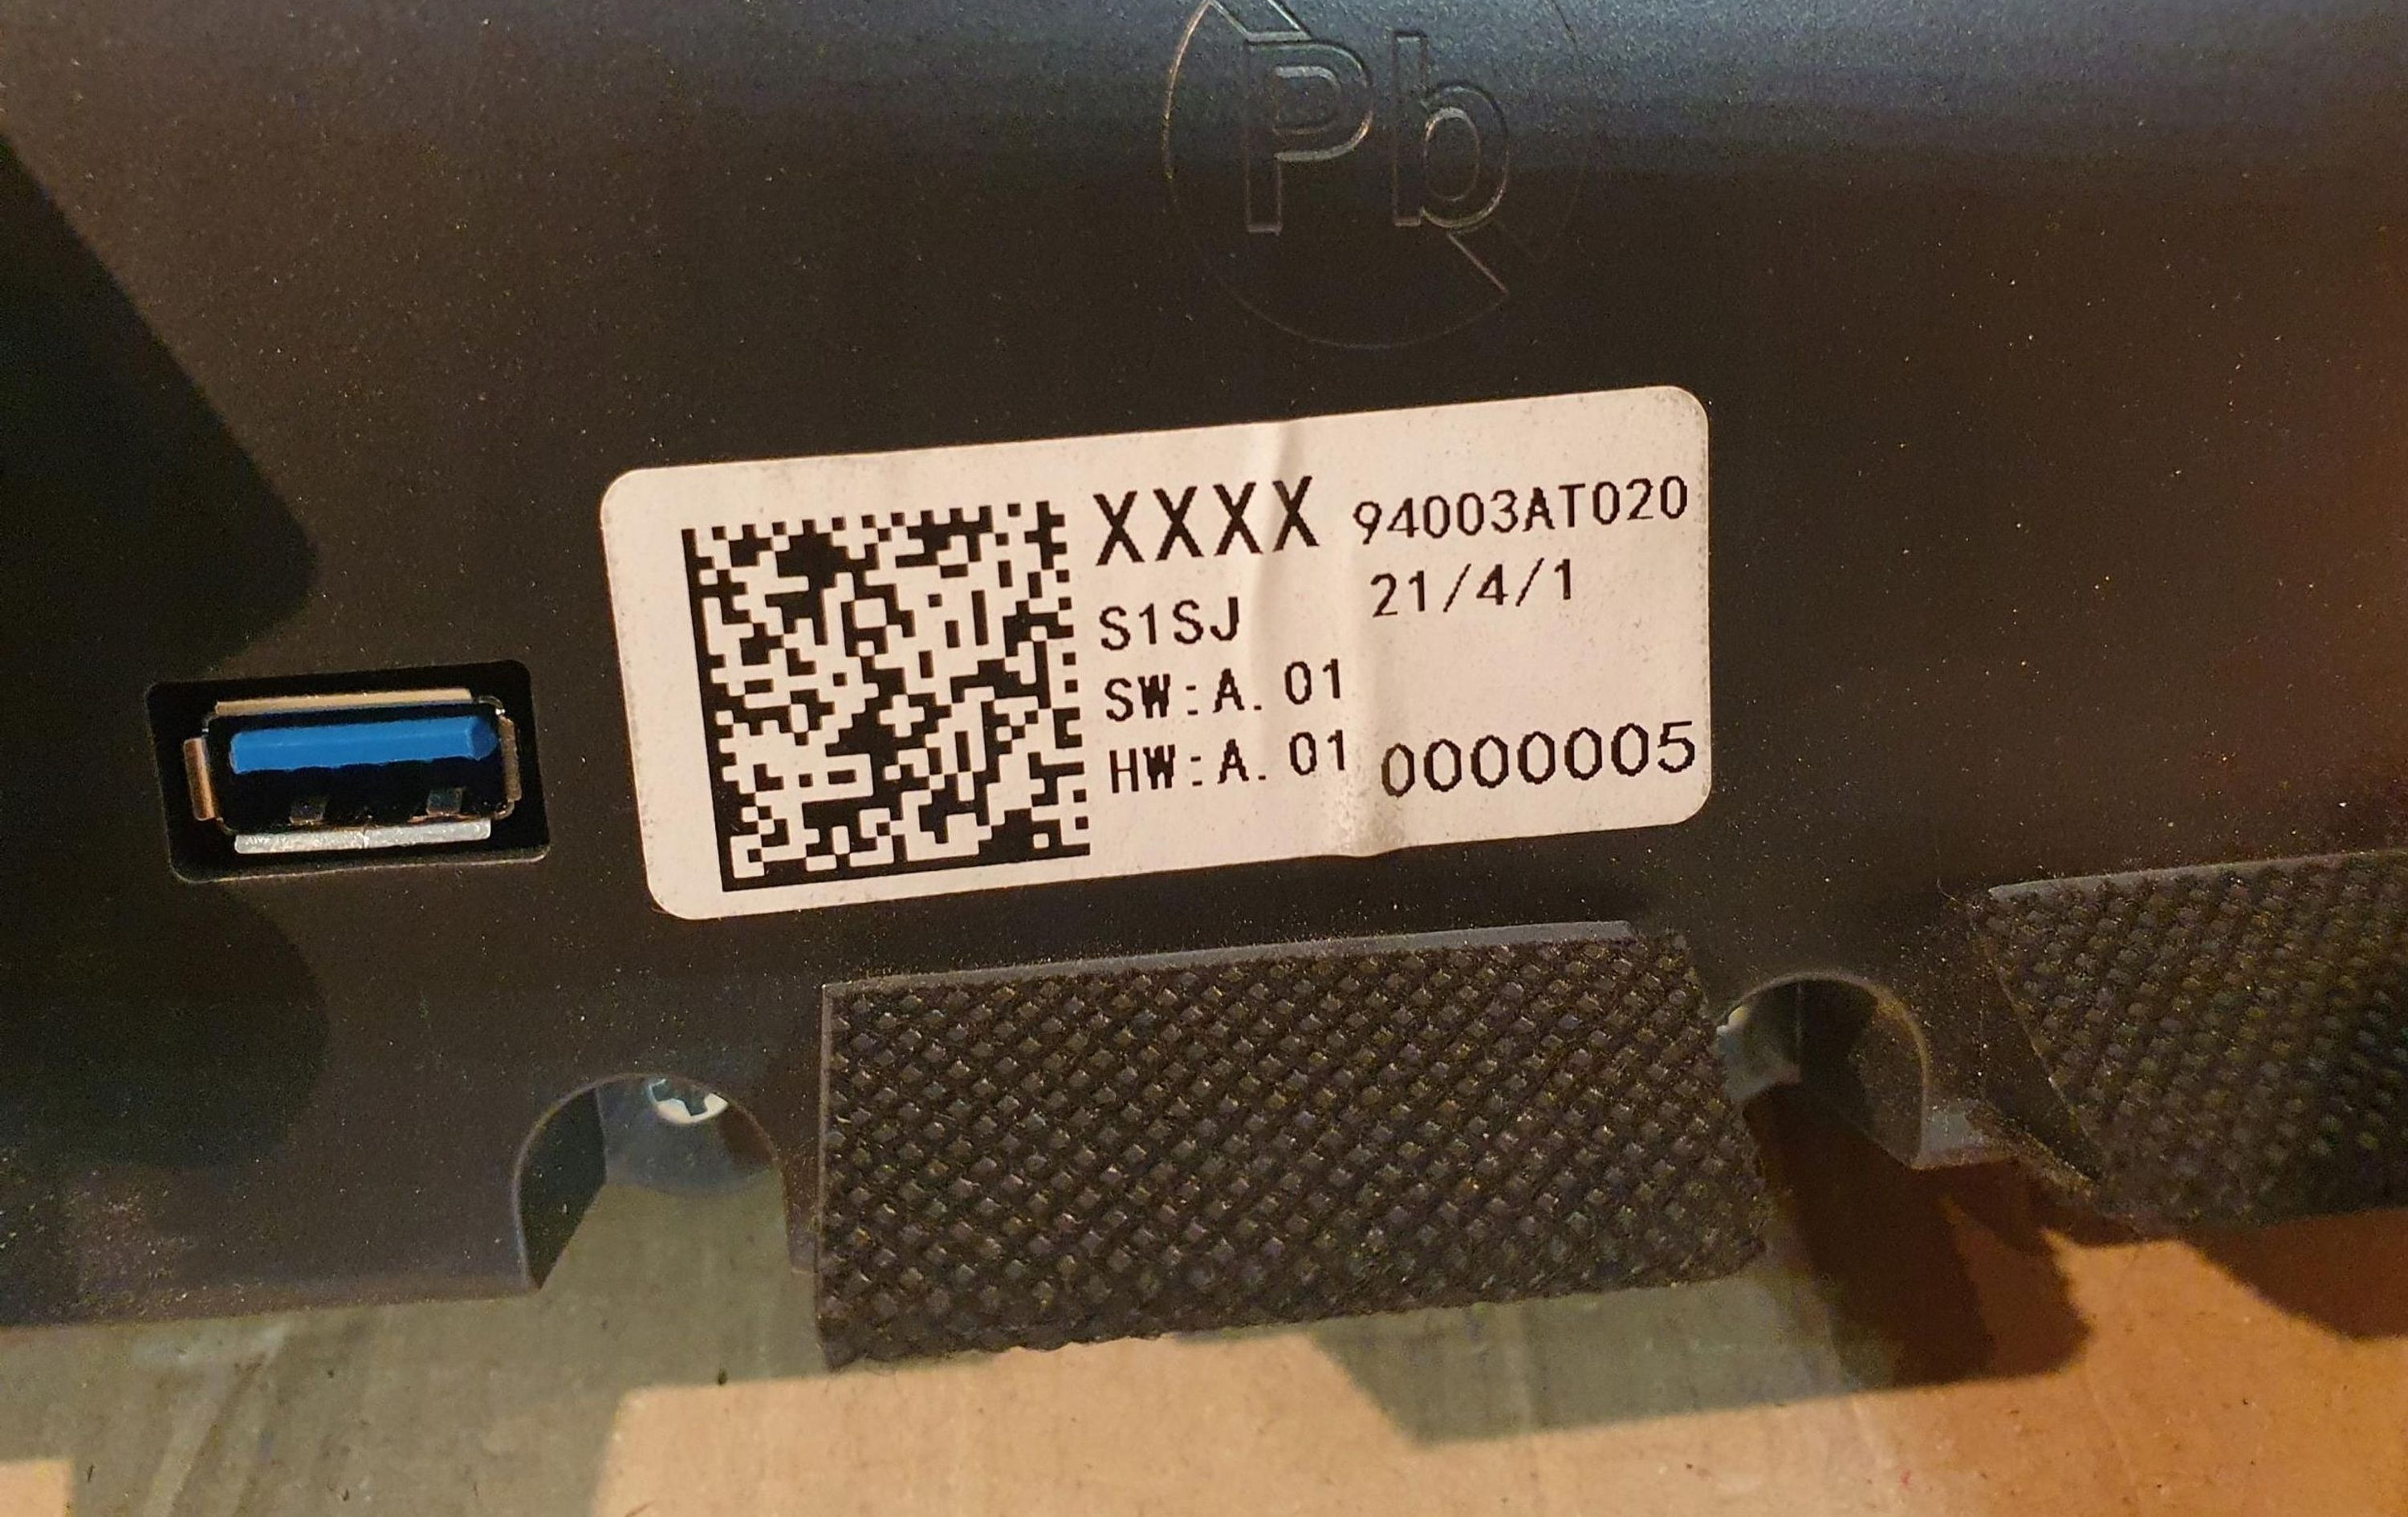 Pb
XXXX 94003AT020
S1SJ 21/4/1
SW:A.01
HW:A.01 0000005